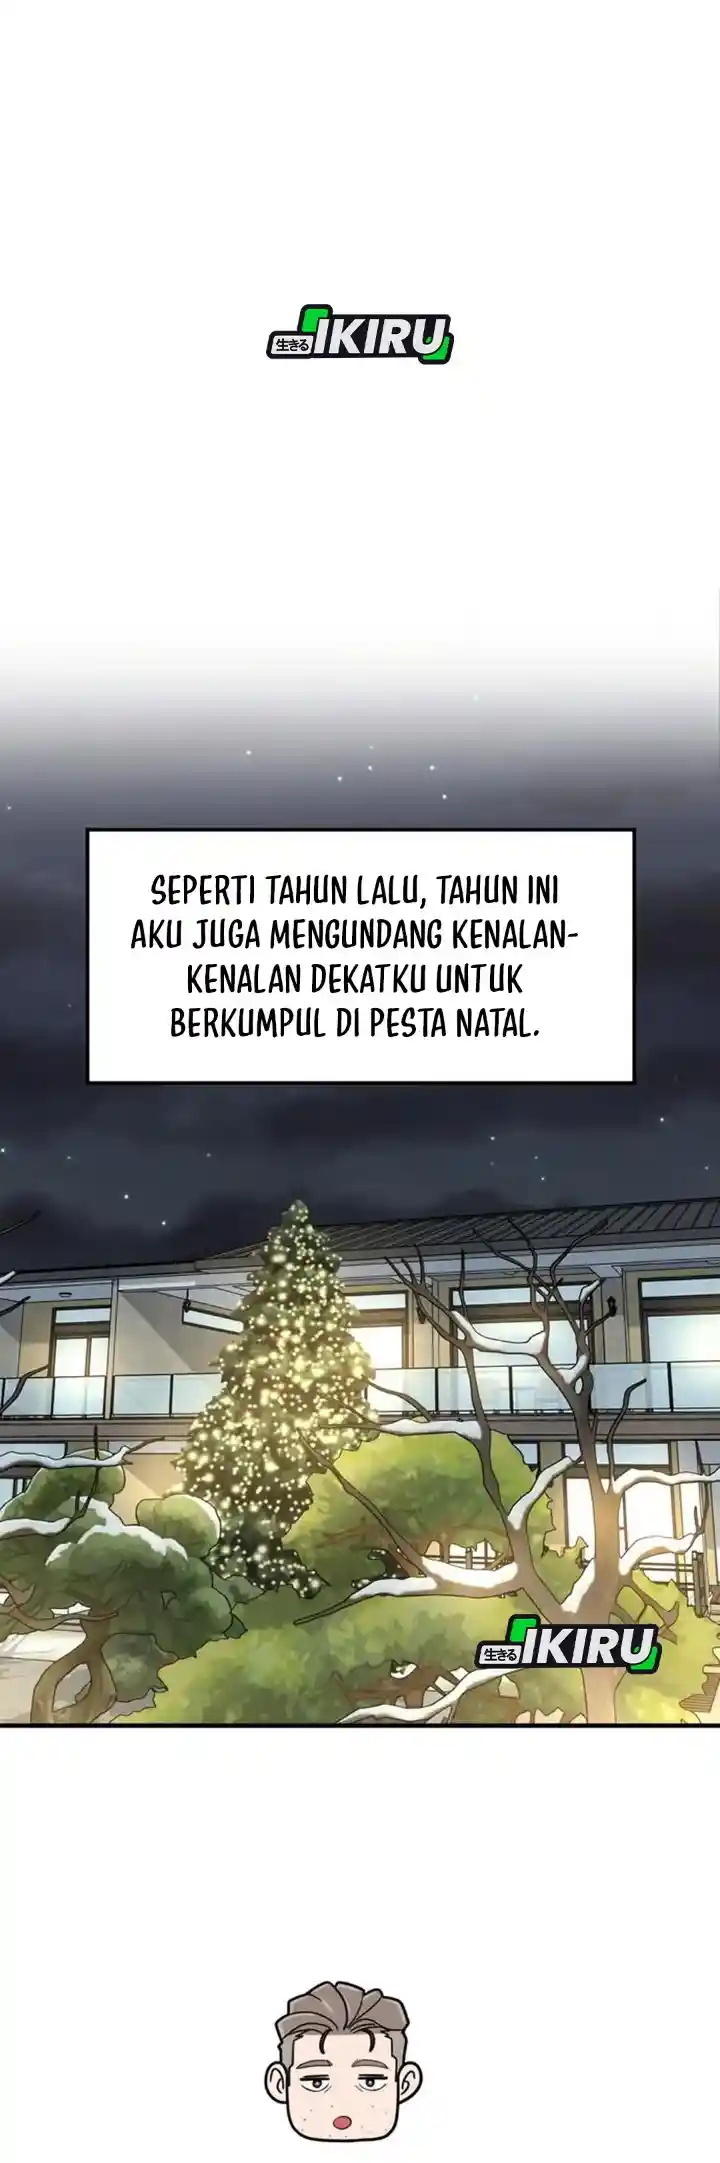 生きる IKIRU
SEPERTI TAHUN LALU, TAHUN INI
AKU JUGA MENGUNDANG KENALAN-
KENALAN DEKATKU UNTUK
BERKUMPUL DI PESTA NATAL.
生きる IKIRU